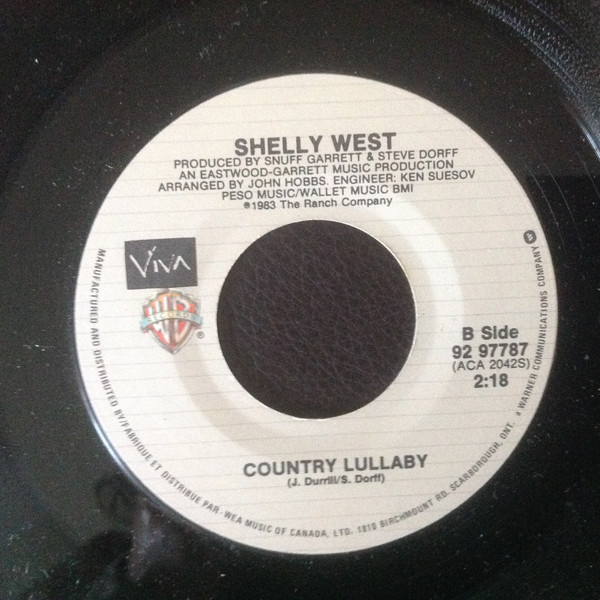 SHELLY WEST
PRODUCED BY SNUFF GARRETT & STEVE DORFF
AN EASTWOOD-GARRETT MUSIC PRODUCTION
ARRANGED BY JOHN HOBBS. ENGINEER: KEN SUESOV
PESO MUSIC/WALLET MUSIC BMI
℗1983 The Ranch Company
VIVA
WB
RECORDS
®
B Side
92 97787
(ACA 2042S)
2:18
COUNTRY LULLABY
(J. Durrill/S. Dorff)
MANUFACTURED AND DISTRIBUTED BY/FABRIQUE ET DISTRIBUE PAR - WEA MUSIC OF CANADA, LTD. 1810 BIRCHMOUNT RD. SCARBOROUGH, ONT. A WARNER COMMUNICATIONS COMPANY